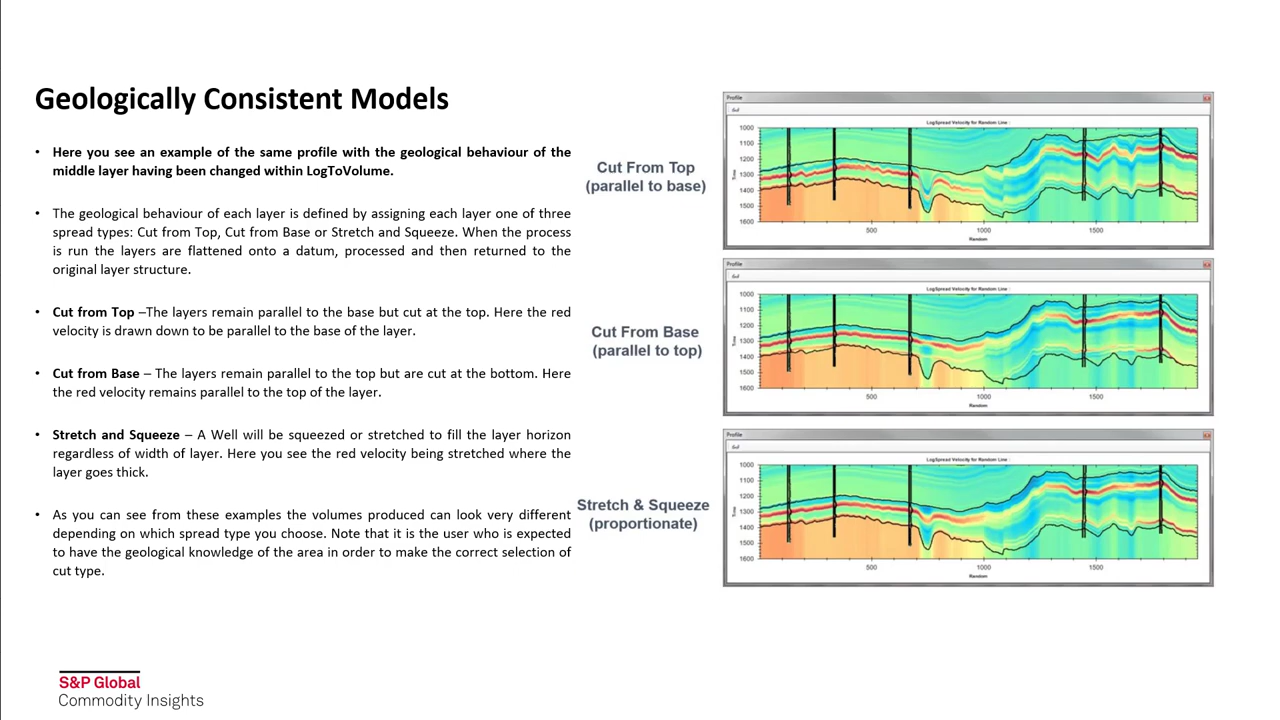 Geologically Consistent Models
• Here you see an example of the same profile with the geological behaviour of the
middle layer having been changed within LogToVolume.
• The geological behaviour of each layer is defined by assigning each layer one of three
spread types: Cut from Top, Cut from Base or Stretch and Squeeze. When the process
is run the layers are flattened onto a datum, processed and then returned to the
original layer structure.
• Cut from Top –The layers remain parallel to the base but cut at the top. Here the red
velocity is drawn down to be parallel to the base of the layer.
• Cut from Base – The layers remain parallel to the top but are cut at the bottom. Here
the red velocity remains parallel to the top of the layer.
• Stretch and Squeeze – A Well will be squeezed or stretched to fill the layer horizon
regardless of width of layer. Here you see the red velocity being stretched where the
layer goes thick.
• As you can see from these examples the volumes produced can look very different
depending on which spread type you choose. Note that it is the user who is expected
to have the geological knowledge of the area in order to make the correct selection of
cut type.
Cut From Top
(parallel to base)
Profile
LogSpread Velocity for Random Line :
1000
1100
1200
1300
1400
1500
1600
Time
500
1000
1500
Random
Cut From Base
(parallel to top)
Profile
LogSpread Velocity for Random Line :
1000
1100
1200
1300
1400
1500
1600
Time
500
1000
1500
Random
Stretch & Squeeze
(proportionate)
Profile
LogSpread Velocity for Random Line :
1000
1100
1200
1300
1400
1500
1600
Time
500
1000
1500
Random
S&P Global
Commodity Insights